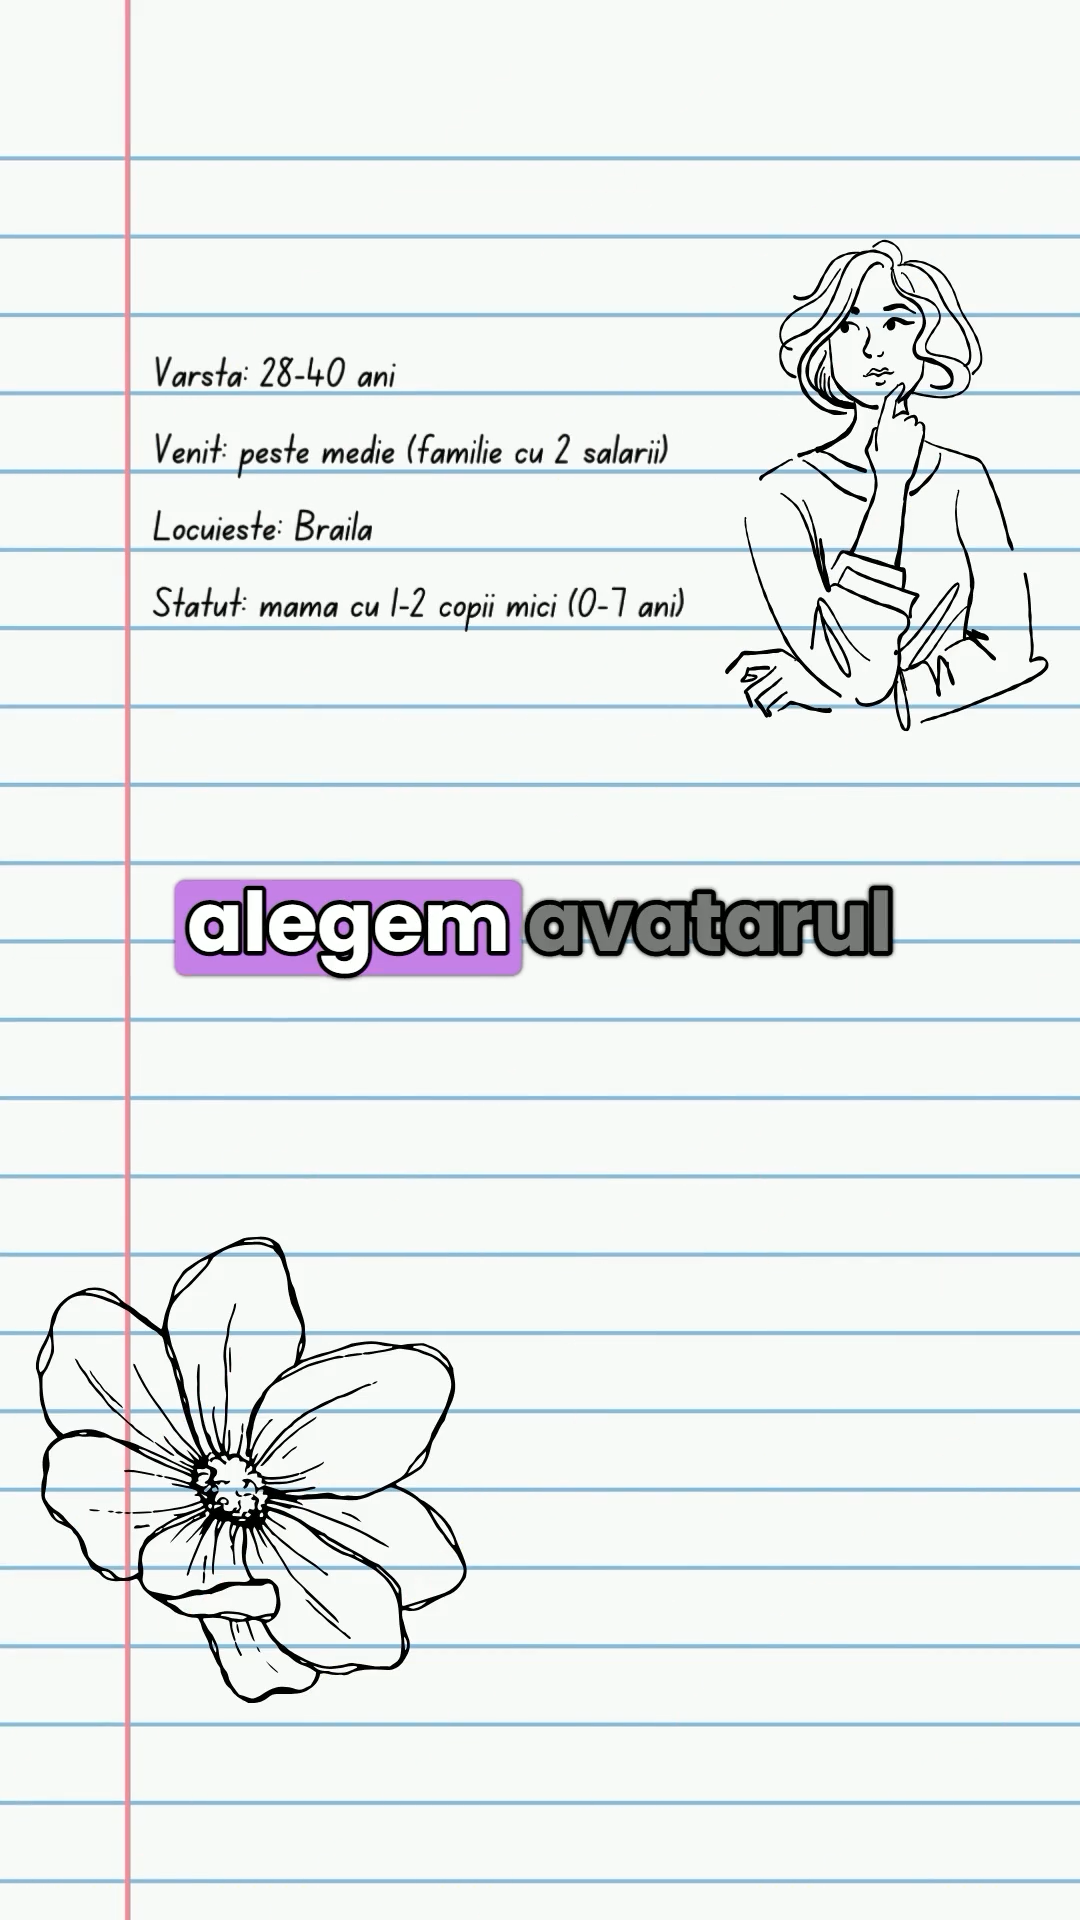 Varsta: 28-40 ani
Venit: peste medie (familie cu 2 salarii)
Locuieste: Braila
Statut: mama cu 1-2 copii mici (0-7 ani)
alegem avatarul